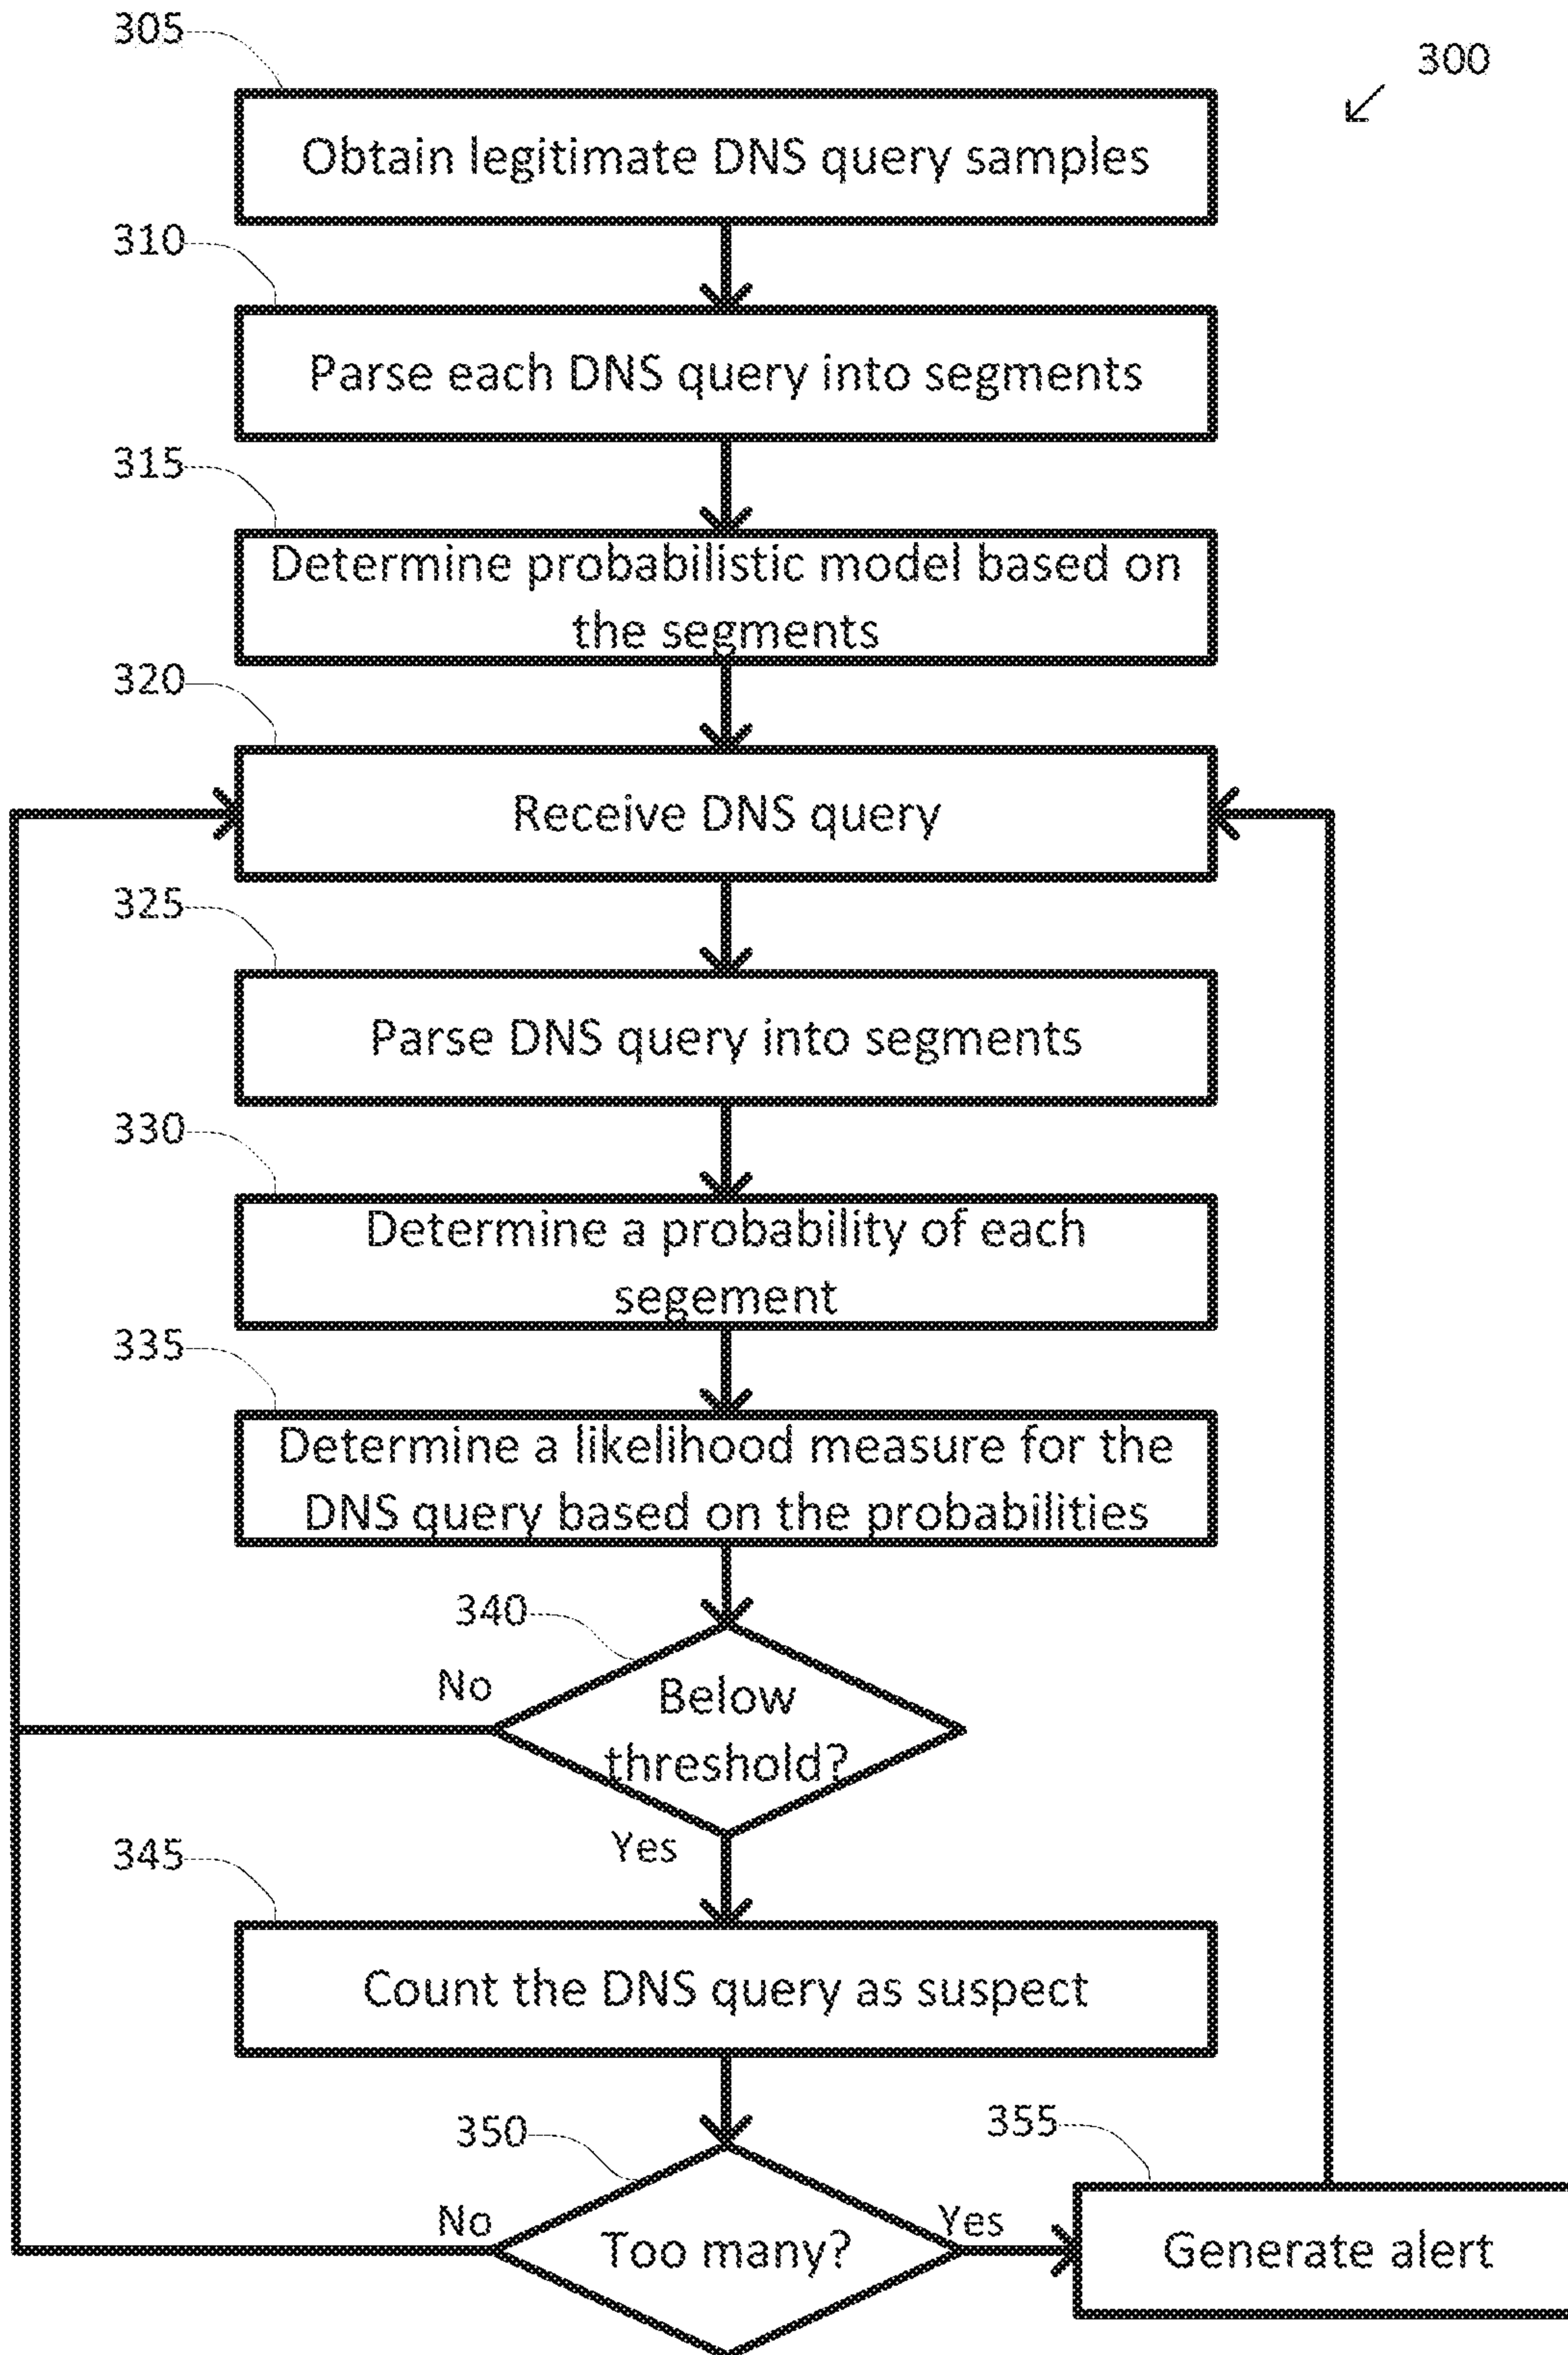 305
300
Obtain legitimate DNS query samples
310
Parse each DNS query into segments
315
Determine probabilistic model based on
the segments
320
Receive DNS query
325
Parse DNS query into segments
330
Determine a probability of each
segement
335
Determine a likelihood measure for the
DNS query based on the probabilities
340
No
Below
threshold?
Yes
345
Count the DNS query as suspect
350
355
No
Too many?
Yes
Generate alert